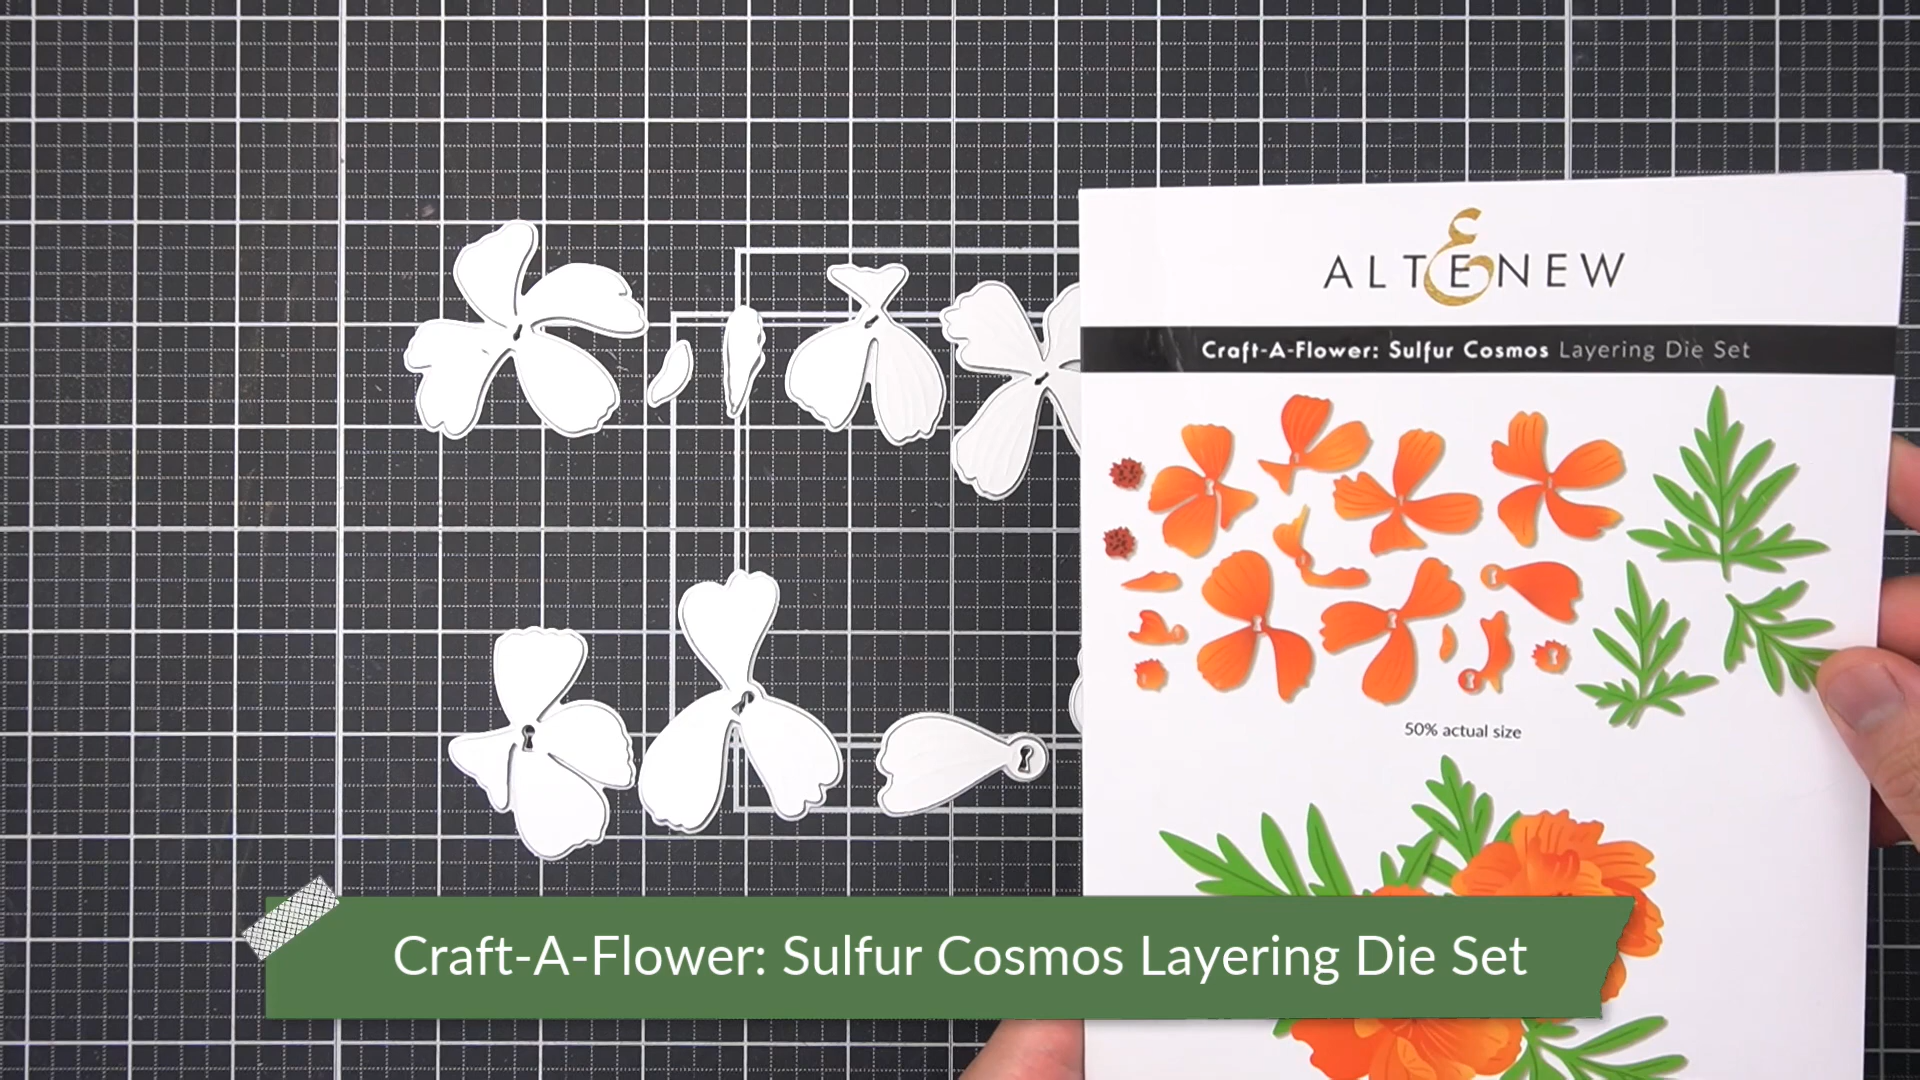 ALTENEW
Craft-A-Flower: Sulfur Cosmos Layering Die Set
50% actual size
Craft-A-Flower: Sulfur Cosmos Layering Die Set